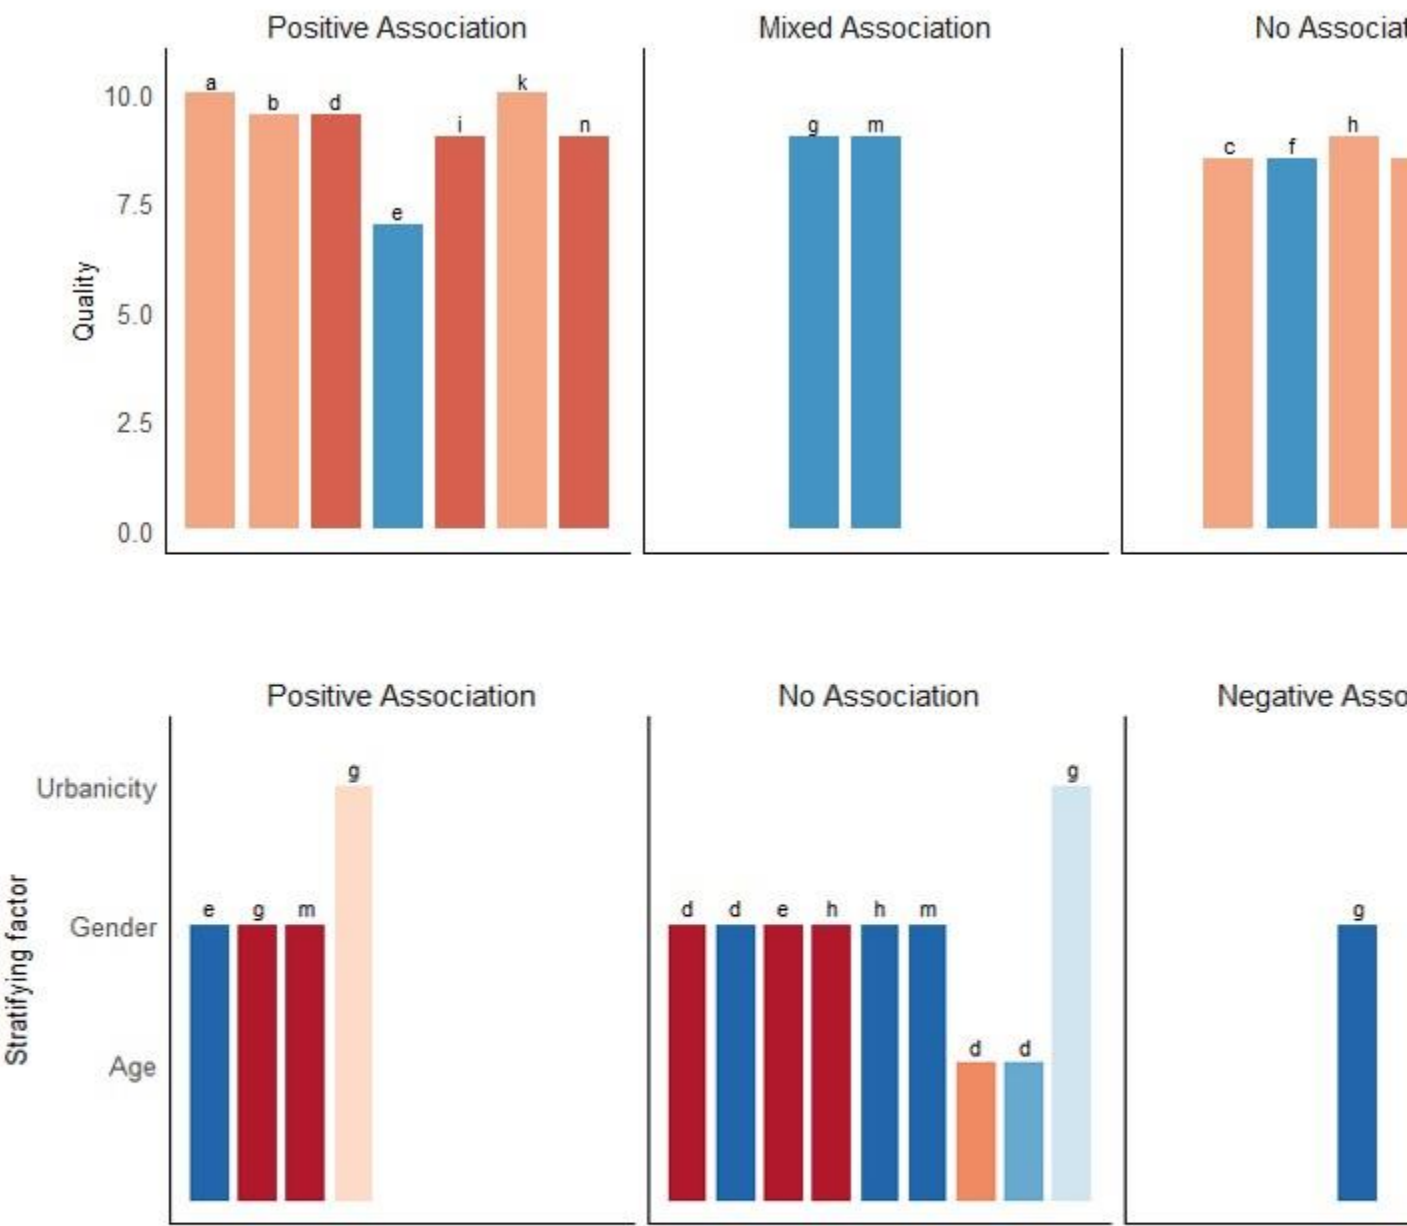 Positive Association
Mixed Association
No Associat
10.0
7.5
5.0
2.5
0.0
Quality
a
b
d
e
i
k
n
g
m
c
f
h
Positive Association
No Association
Negative Asso
Urbanicity
Gender
Age
Stratifying factor
e
g
m
g
d
d
e
h
h
m
d
d
g
g